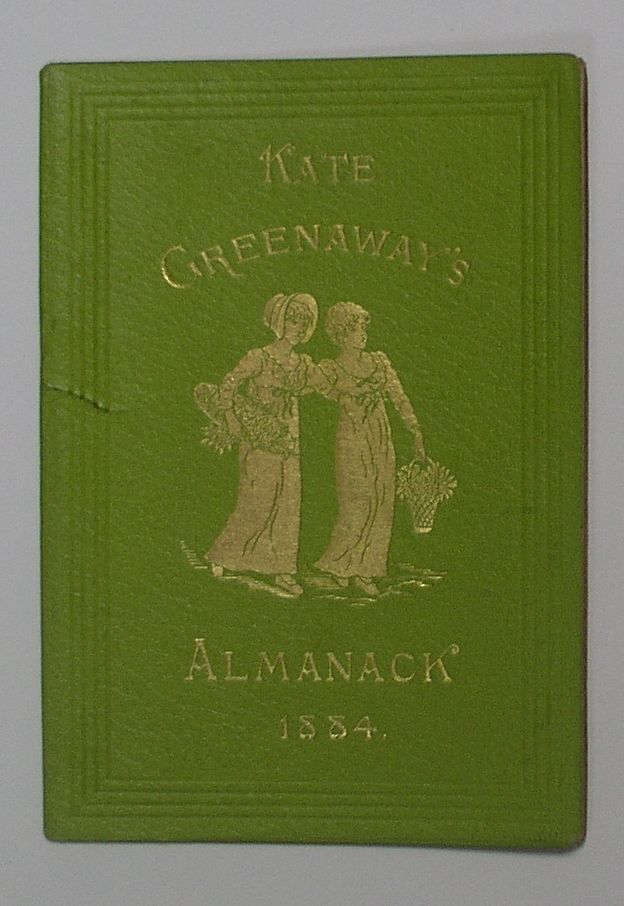 KATE
GREENAWAY'S
ALMANACK
1884.